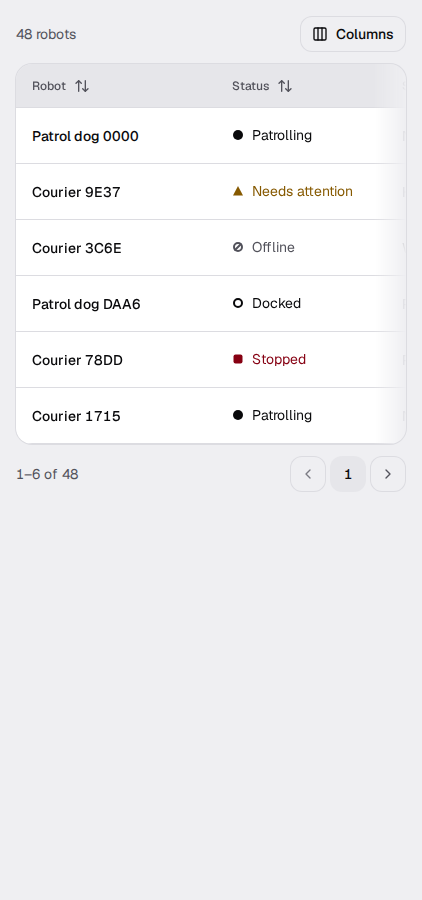 48 robots
Columns
Robot Status
Patrol dog 0000 Patrolling
Courier 9E37 Needs attention
Courier 3C6E Offline
Patrol dog DAA6 Docked
Courier 78DD Stopped
Courier 1715 Patrolling
1–6 of 48
1